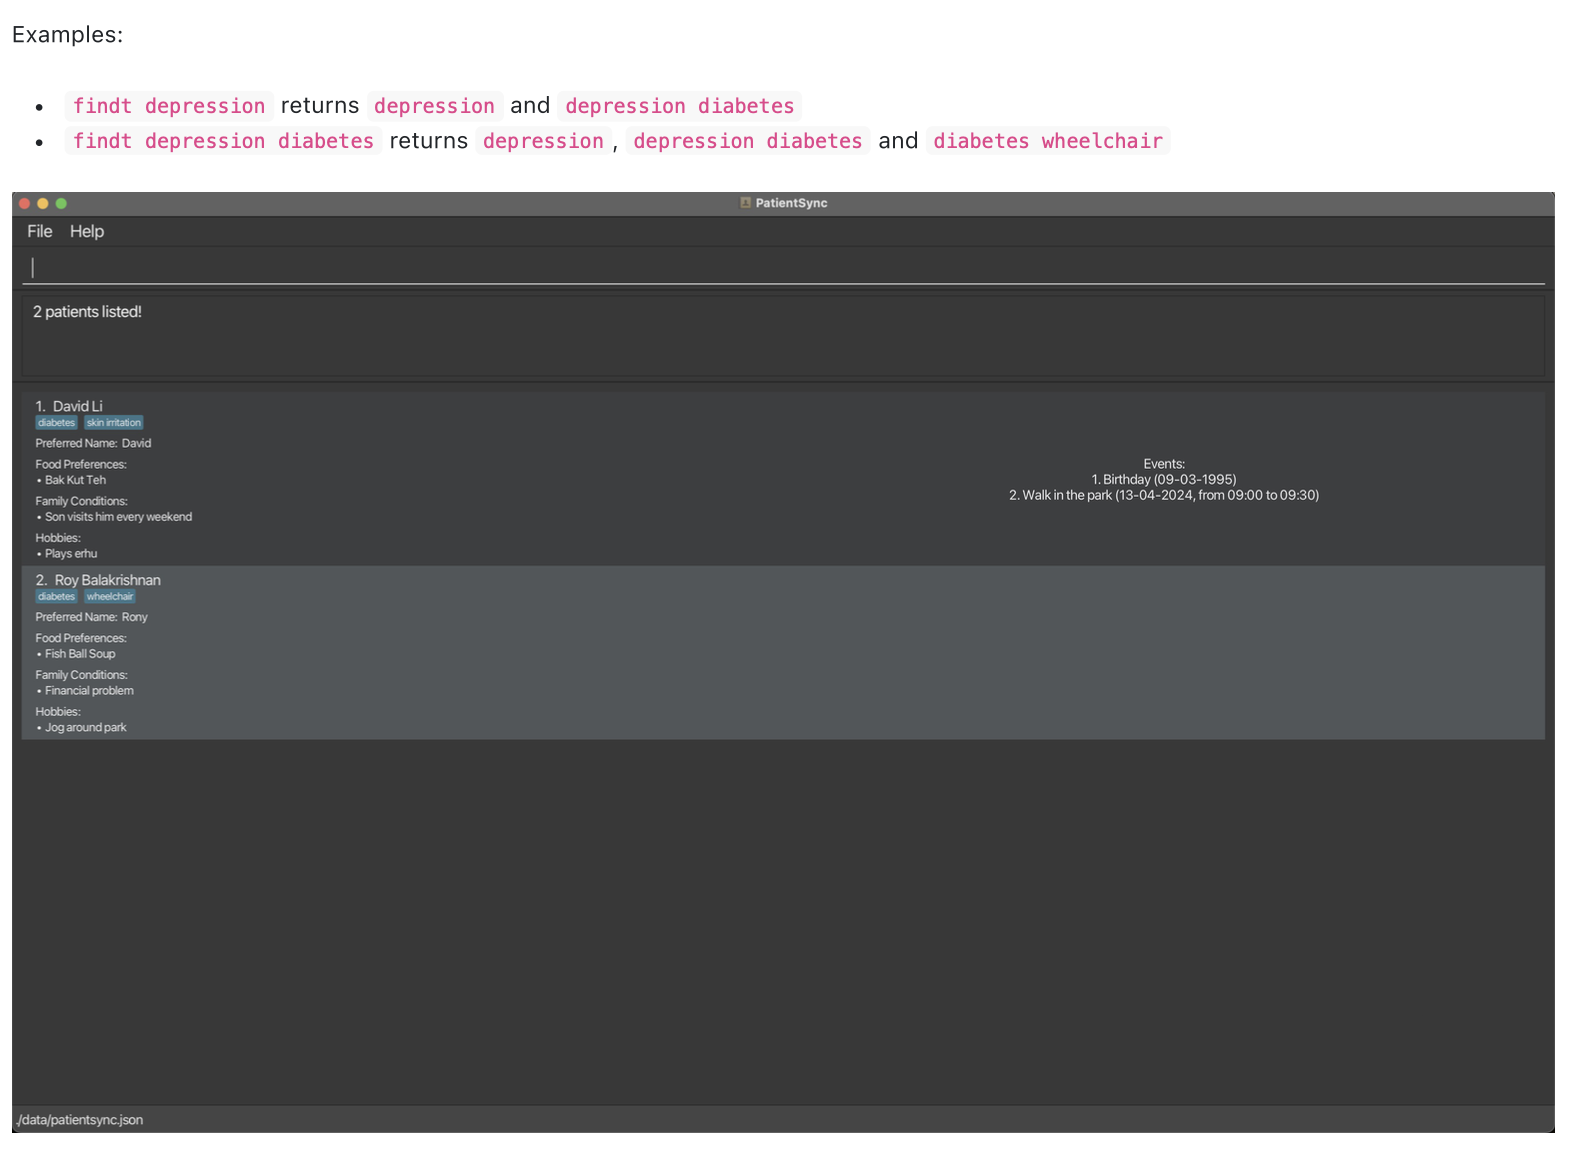 Examples:
• findt depression returns depression and depression diabetes
• findt depression diabetes returns depression , depression diabetes and diabetes wheelchair
PatientSync
File Help
2 patients listed!
1. David Li
diabetes skin irritation
Preferred Name: David
Food Preferences:
• Bak Kut Teh
Family Conditions:
• Son visits him every weekend
Hobbies:
• Plays erhu
Events:
1. Birthday (09-03-1995)
2. Walk in the park (13-04-2024, from 09:00 to 09:30)
2. Roy Balakrishnan
diabetes wheelchair
Preferred Name: Rony
Food Preferences:
• Fish Ball Soup
Family Conditions:
• Financial problem
Hobbies:
• Jog around park
./data/patientsync.json